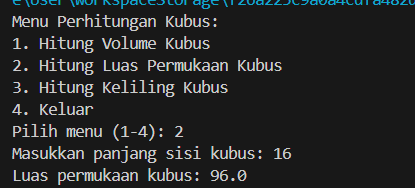 Menu Perhitungan Kubus:
1. Hitung Volume Kubus
2. Hitung Luas Permukaan Kubus
3. Hitung Keliling Kubus
4. Keluar
Pilih menu (1-4): 2
Masukkan panjang sisi kubus: 16
Luas permukaan kubus: 96.0